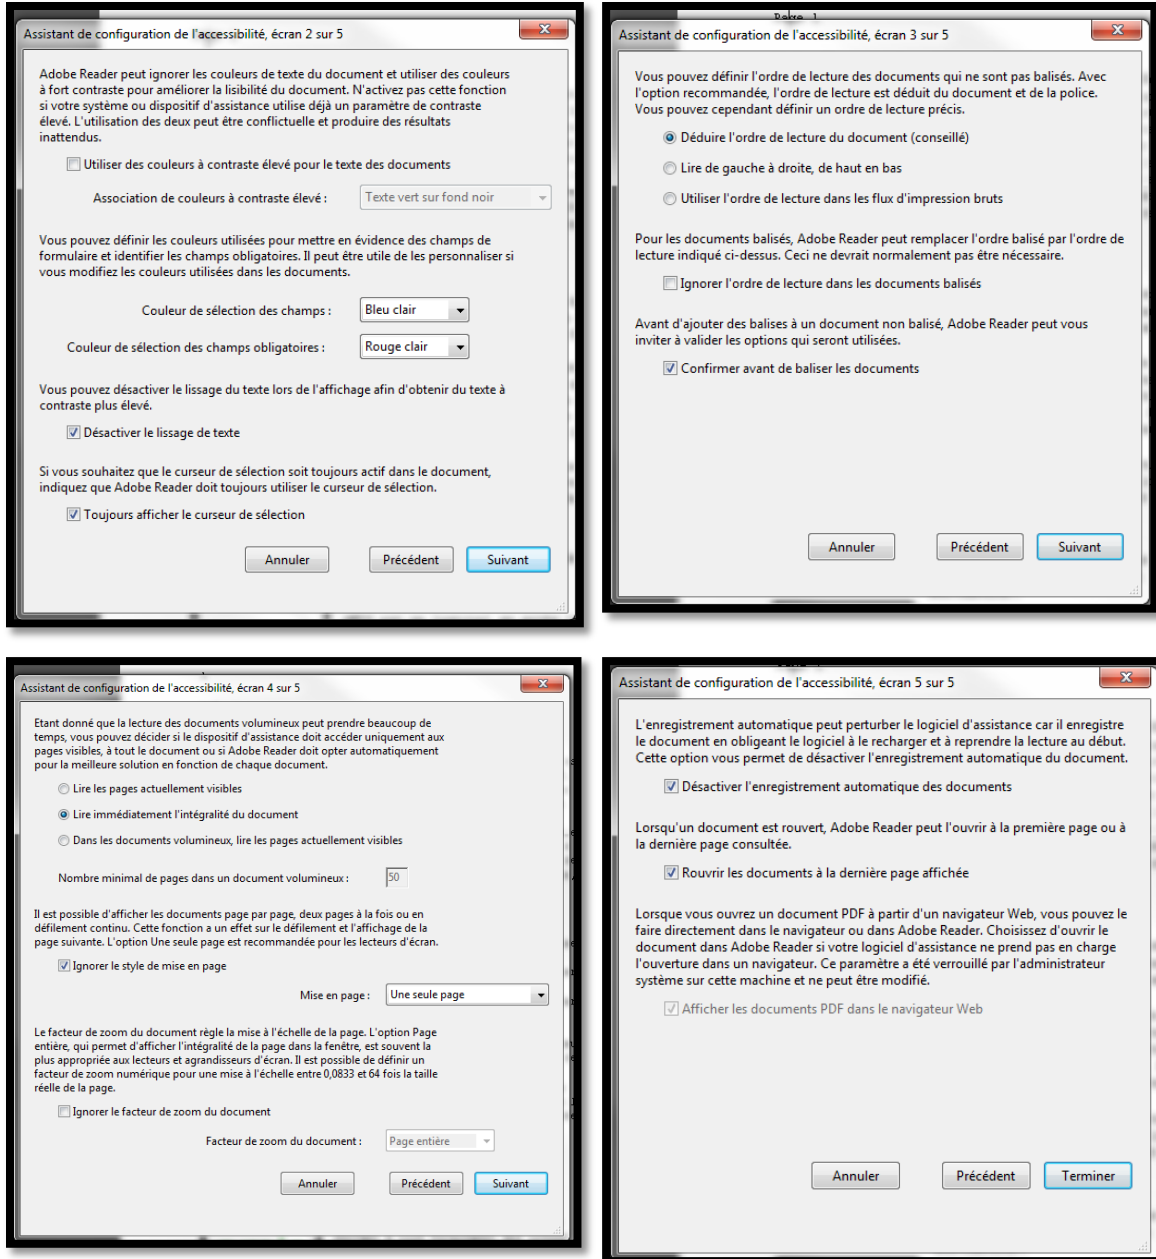 Assistant de configuration de l'accessibilité, écran 2 sur 5
Adobe Reader peut ignorer les couleurs de texte du document et utiliser des couleurs
à fort contraste pour améliorer la lisibilité du document. N'activez pas cette fonction
si votre système ou dispositif d'assistance utilise déjà un paramètre de contraste
élevé. L'utilisation des deux peut être conflictuelle et produire des résultats
inattendus.
Utiliser des couleurs à contraste élevé pour le texte des documents
Association de couleurs à contraste élevé : Texte vert sur fond noir
Vous pouvez définir les couleurs utilisées pour mettre en évidence des champs de
formulaire et identifier les champs obligatoires. Il peut être utile de les personnaliser si
vous modifiez les couleurs utilisées dans les documents.
Couleur de sélection des champs : Bleu clair
Couleur de sélection des champs obligatoires : Rouge clair
Vous pouvez désactiver le lissage du texte lors de l'affichage afin d'obtenir du texte à
contraste plus élevé.
Désactiver le lissage de texte
Si vous souhaitez que le curseur de sélection soit toujours actif dans le document,
indiquez que Adobe Reader doit toujours utiliser le curseur de sélection.
Toujours afficher le curseur de sélection
Annuler Précédent Suivant
Assistant de configuration de l'accessibilité, écran 3 sur 5
Vous pouvez définir l'ordre de lecture des documents qui ne sont pas balisés. Avec
l'option recommandée, l'ordre de lecture est déduit du document et de la police.
Vous pouvez cependant définir un ordre de lecture précis.
Déduire l'ordre de lecture du document (conseillé)
Lire de gauche à droite, de haut en bas
Utiliser l'ordre de lecture dans les flux d'impression bruts
Pour les documents balisés, Adobe Reader peut remplacer l'ordre balisé par l'ordre de
lecture indiqué ci-dessus. Ceci ne devrait normalement pas être nécessaire.
Ignorer l'ordre de lecture dans les documents balisés
Avant d'ajouter des balises à un document non balisé, Adobe Reader peut vous
inviter à valider les options qui seront utilisées.
Confirmer avant de baliser les documents
Annuler Précédent Suivant
Assistant de configuration de l'accessibilité, écran 4 sur 5
Etant donné que la lecture des documents volumineux peut prendre beaucoup de
temps, vous pouvez décider si le dispositif d'assistance doit accéder uniquement aux
pages visibles, à tout le document ou si Adobe Reader doit opter automatiquement
pour la meilleure solution en fonction de chaque document.
Lire les pages actuellement visibles
Lire immédiatement l'intégralité du document
Dans les documents volumineux, lire les pages actuellement visibles
Nombre minimal de pages dans un document volumineux : 50
Il est possible d'afficher les documents page par page, deux pages à la fois ou en
défilement continu. Cette fonction a un effet sur le défilement et l'affichage de la
page suivante. L'option Une seule page est recommandée pour les lecteurs d'écran.
Ignorer le style de mise en page
Mise en page : Une seule page
Le facteur de zoom du document règle la mise à l'échelle de la page. L'option Page
entière, qui permet d'afficher l'intégralité de la page dans la fenêtre, est souvent la
plus appropriée aux lecteurs et agrandisseurs d'écran. Il est possible de définir un
facteur de zoom numérique pour une mise à l'échelle entre 0,0833 et 64 fois la taille
réelle de la page.
Ignorer le facteur de zoom du document
Facteur de zoom du document : Page entière
Annuler Précédent Suivant
Assistant de configuration de l'accessibilité, écran 5 sur 5
L'enregistrement automatique peut perturber le logiciel d'assistance car il enregistre
le document en obligeant le logiciel à le recharger et à reprendre la lecture au début.
Cette option vous permet de désactiver l'enregistrement automatique du document.
Désactiver l'enregistrement automatique des documents
Lorsqu'un document est rouvert, Adobe Reader peut l'ouvrir à la première page ou à
la dernière page consultée.
Rouvrir les documents à la dernière page affichée
Lorsque vous ouvrez un document PDF à partir d'un navigateur Web, vous pouvez le
faire directement dans le navigateur ou dans Adobe Reader. Choisissez d'ouvrir le
document dans Adobe Reader si votre logiciel d'assistance ne prend pas en charge
l'ouverture dans un navigateur. Ce paramètre a été verrouillé par l'administrateur
système sur cette machine et ne peut être modifié.
Afficher les documents PDF dans le navigateur Web
Annuler Précédent Terminer